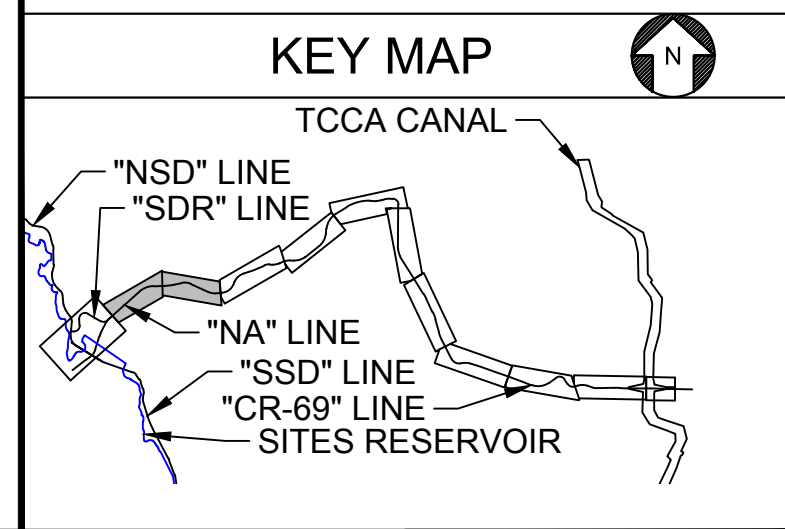 KEY MAP
N
TCCA CANAL
"NSD" LINE
"SDR" LINE
"NA" LINE
"SSD" LINE
"CR-69" LINE
SITES RESERVOIR